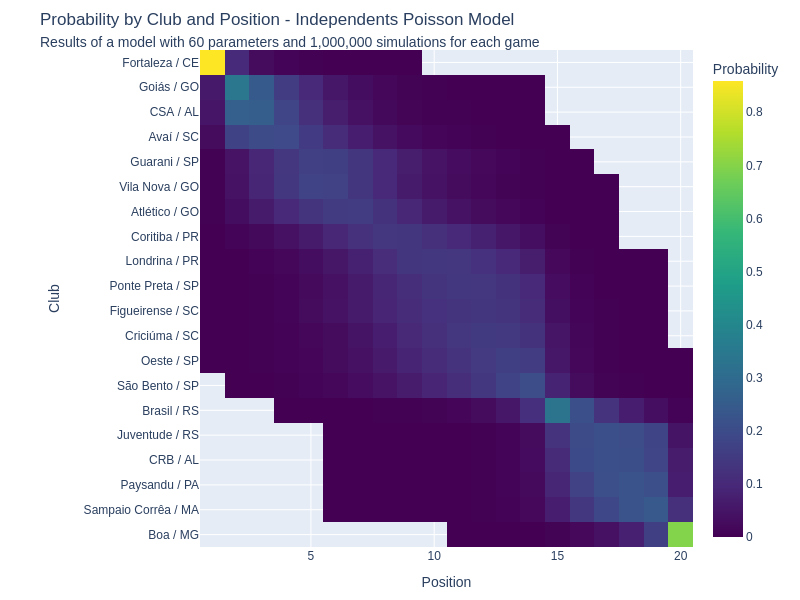 Probability by Club and Position - Independents Poisson Model
Results of a model with 60 parameters and 1,000,000 simulations for each game
Probability
Fortaleza / CE
Goiás / GO
CSA / AL
Avaí / SC
Guarani / SP
Vila Nova / GO
Atlético / GO
Coritiba / PR
Londrina / PR
Ponte Preta / SP
Figueirense / SC
Criciúma / SC
Oeste / SP
São Bento / SP
Brasil / RS
Juventude / RS
CRB / AL
Paysandu / PA
Sampaio Corrêa / MA
Boa / MG
Club
5
10
15
20
Position
0.8
0.7
0.6
0.5
0.4
0.3
0.2
0.1
0